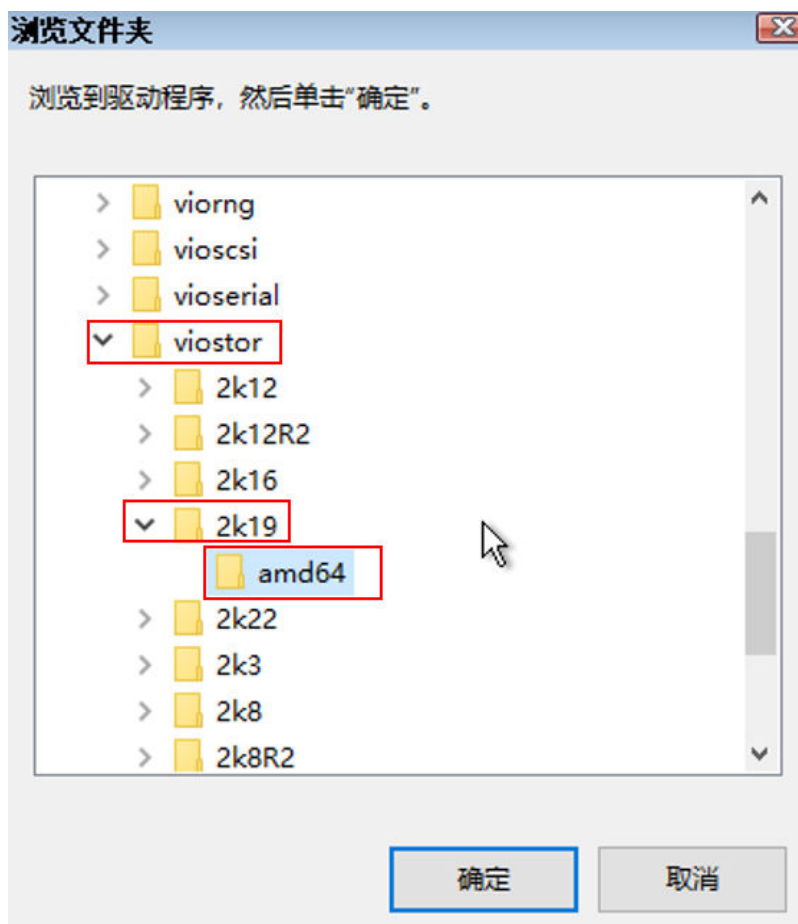 浏览文件夹
浏览到驱动程序，然后单击“确定”。
viorng
vioscsi
vioserial
viostor
2k12
2k12R2
2k16
2k19
amd64
2k22
2k3
2k8
2k8R2
确定
取消